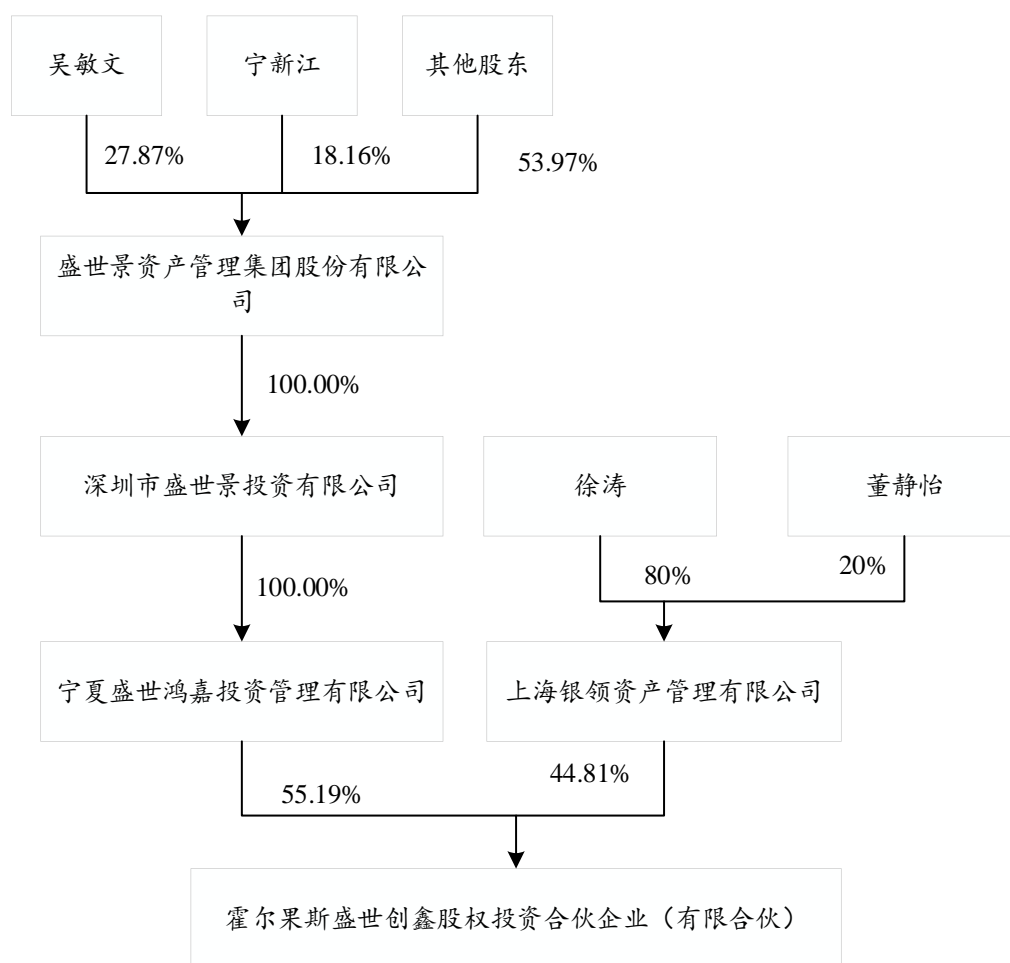 吴敏文
宁新江
其他股东
27.87%
18.16%
53.97%
盛世景资产管理集团股份有限公
司
100.00%
深圳市盛世景投资有限公司
徐涛
董静怡
100.00%
80%
20%
宁夏盛世鸿嘉投资管理有限公司
上海银领资产管理有限公司
55.19%
44.81%
霍尔果斯盛世创鑫股权投资合伙企业（有限合伙）